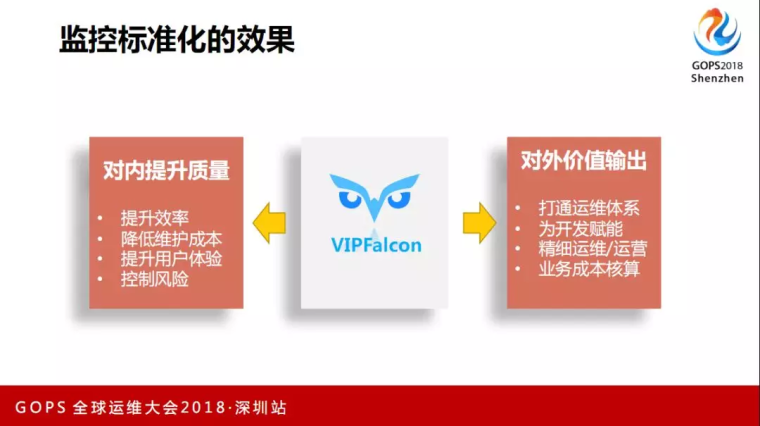 监控标准化的效果
GOPS2018
Shenzhen
对内提升质量
• 提升效率
• 降低维护成本
• 提升用户体验
• 控制风险
VIPFalcon
对外价值输出
• 打通运维体系
• 为开发赋能
• 精细运维/运营
• 业务成本核算
GOPS 全球运维大会2018·深圳站